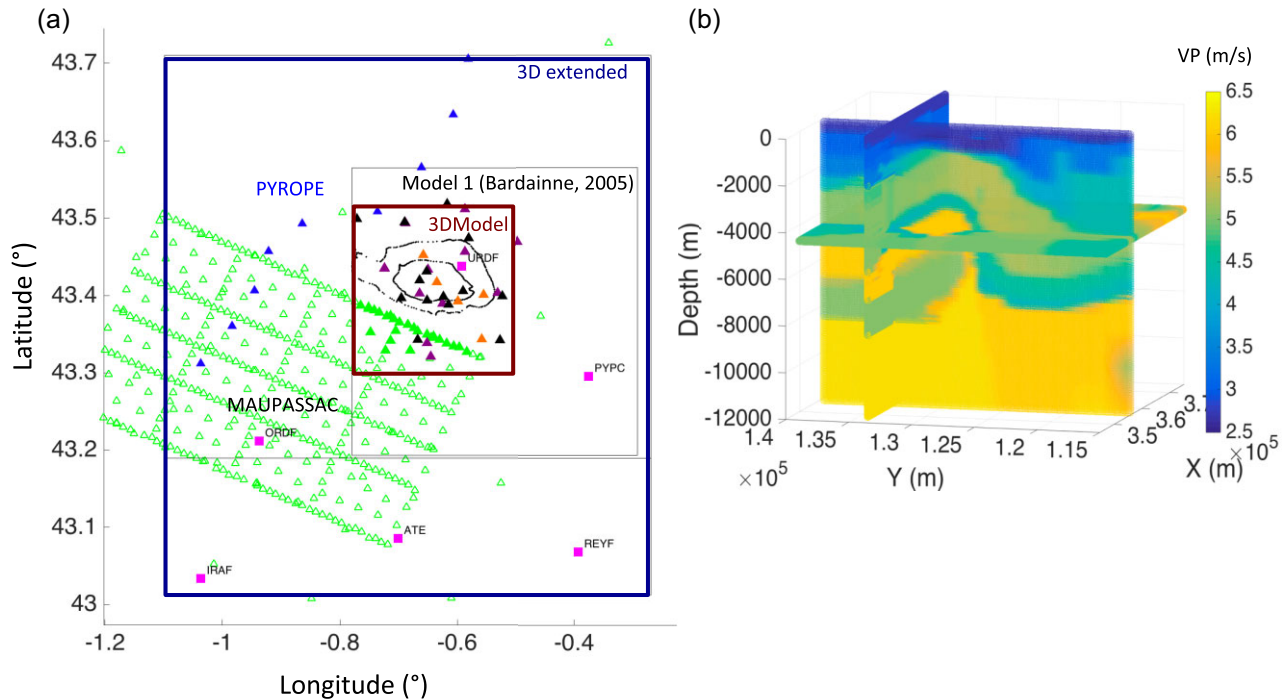 (a)
43.7
43.6
43.5
43.4
43.3
43.2
43.1
43
Latitude (°)
-1.2
-1
-0.8
-0.6
-0.4
Longitude (°)
3D extended
PYROPE
Model 1 (Bardainne, 2005)
3DModel
URDF
PYPC
MAUPASSAC
ORDF
ATE
REYF
IRAF
(b)
VP (m/s)
6.5
6
5.5
5
4.5
4
3.5
3
2.5
0
-2000
-4000
-6000
-8000
-10000
-12000
Depth (m)
1.4
1.35
1.3
1.25
1.2
1.15
×10⁵
Y (m)
3.5
3.6
3.7
×10⁵
X (m)